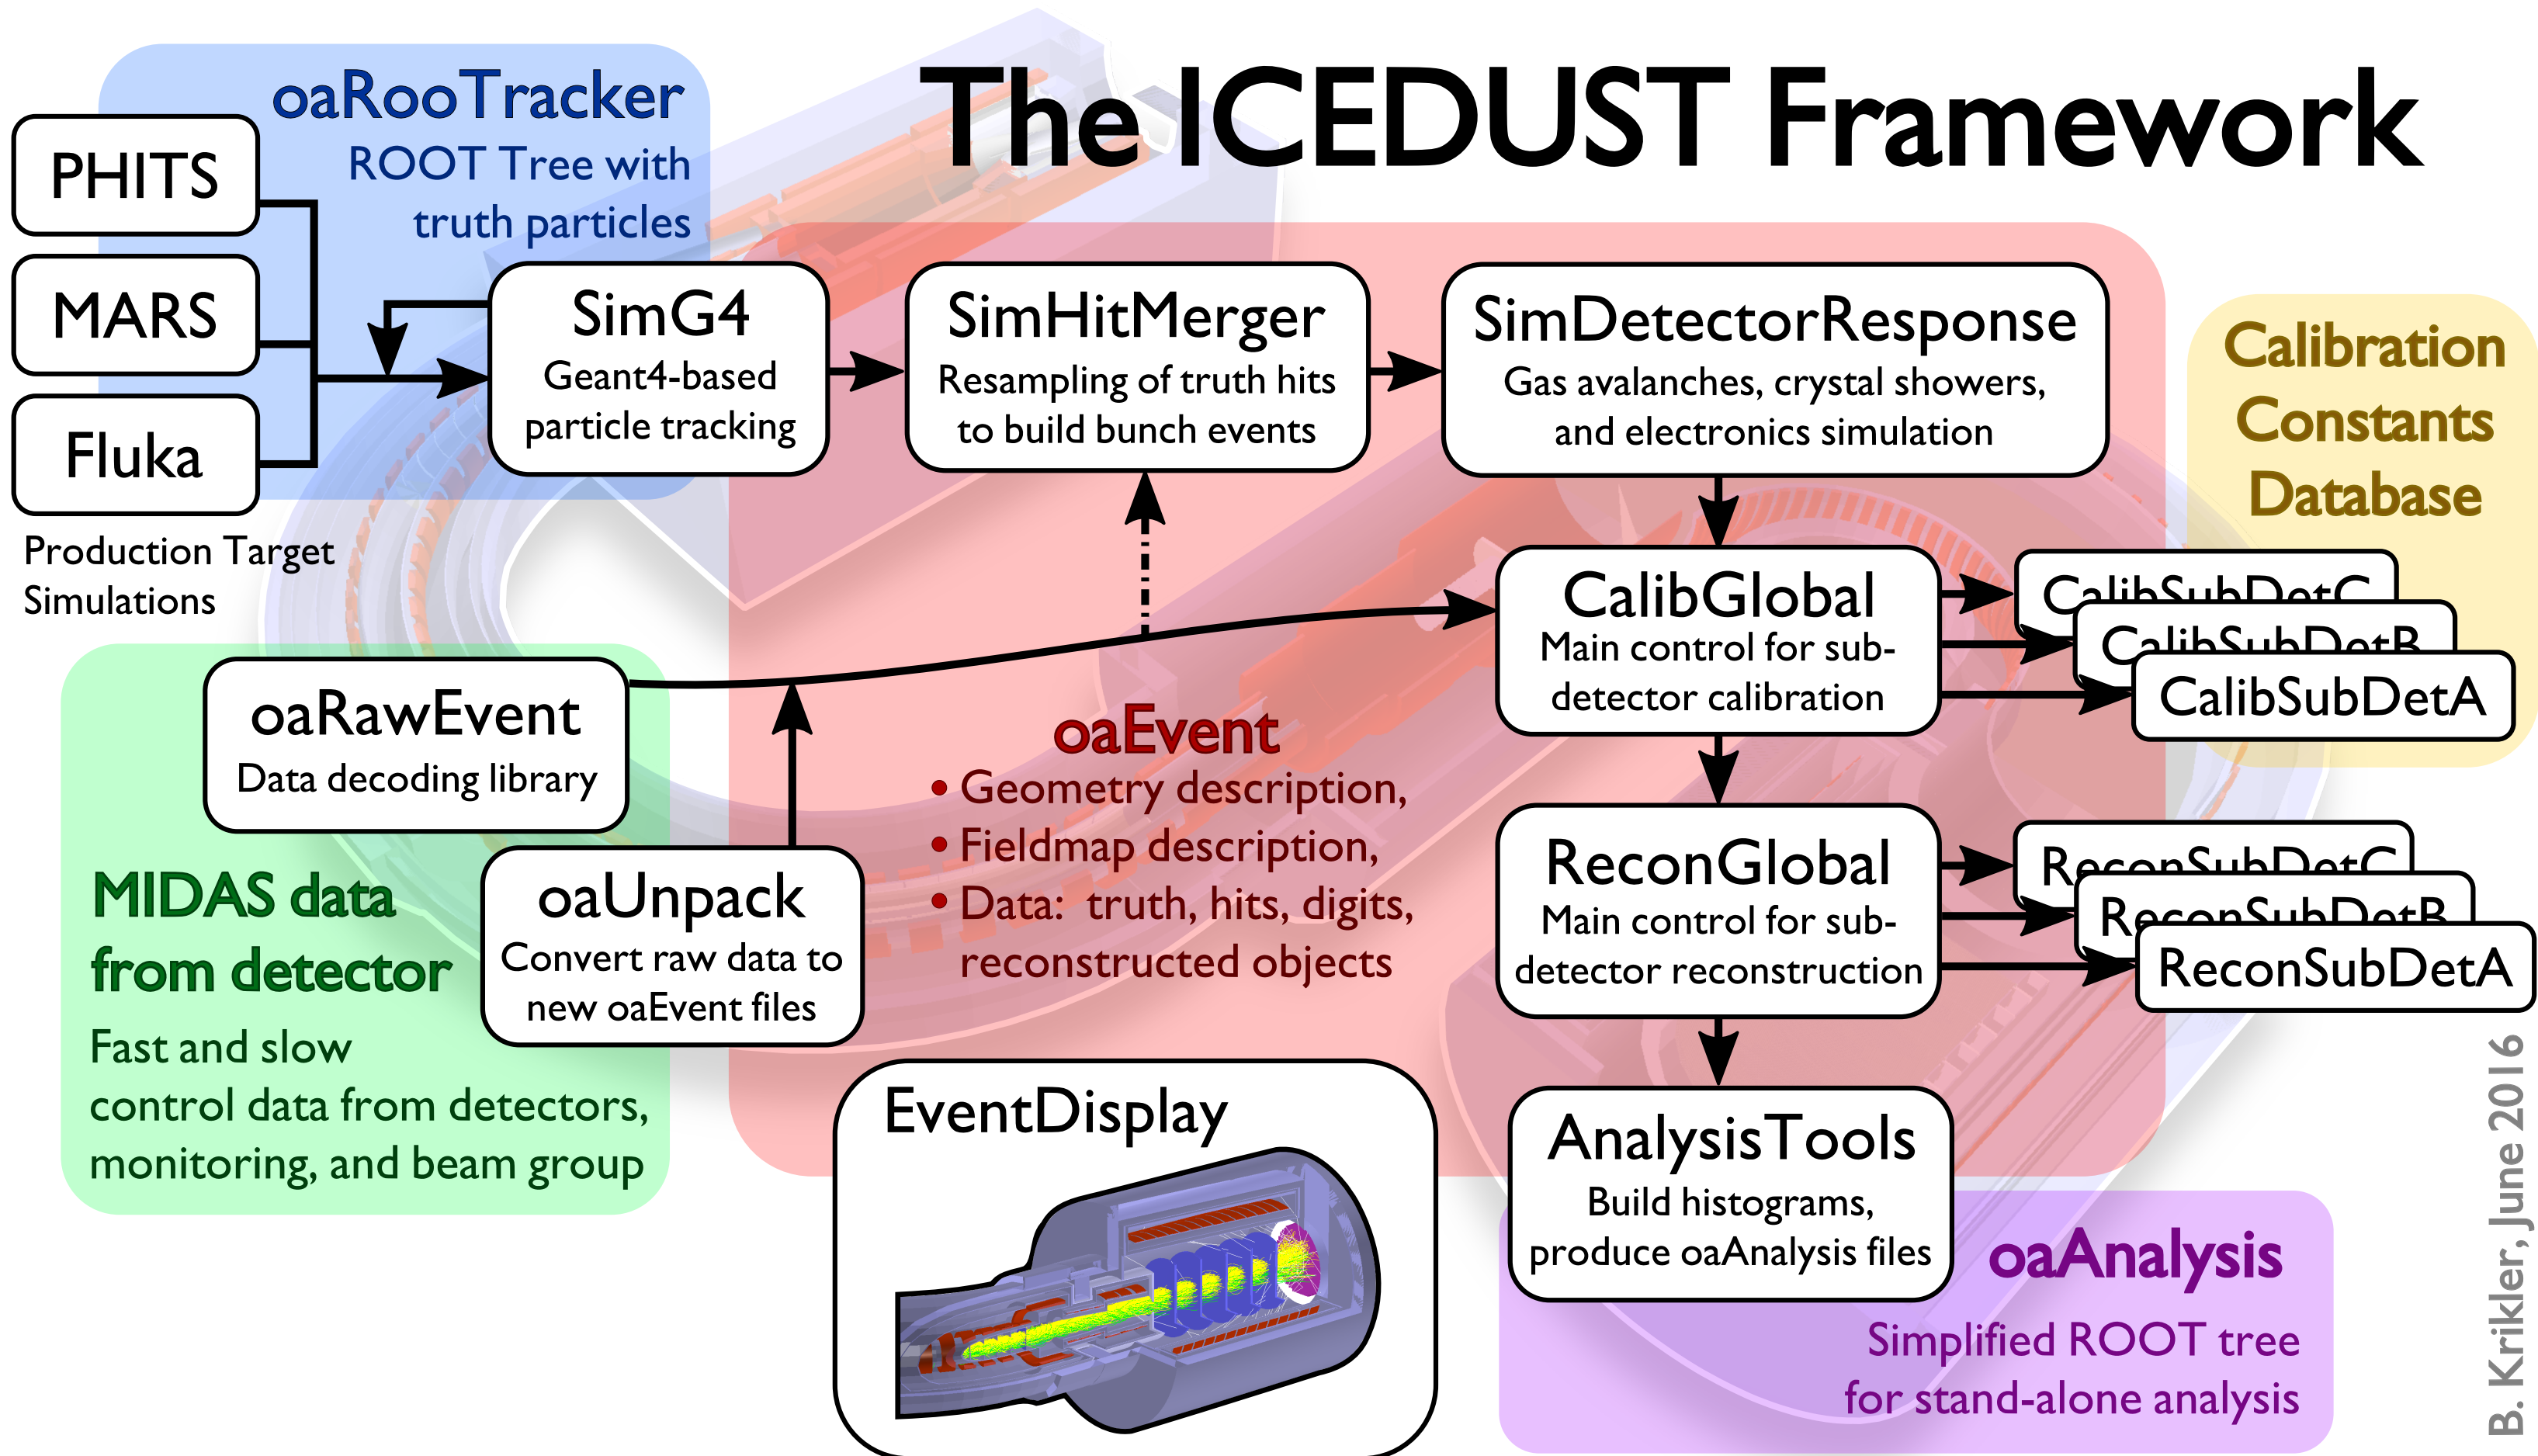 The ICEDUST Framework
oaRooTracker
ROOT Tree with
truth particles
PHITS
MARS
Fluka
Production Target
Simulations
SimG4
Geant4-based
particle tracking
SimHitMerger
Resampling of truth hits
to build bunch events
SimDetectorResponse
Gas avalanches, crystal showers,
and electronics simulation
Calibration
Constants
Database
CalibGlobal
Main control for sub-
detector calibration
CalibSubDetC
CalibSubDetB
CalibSubDetA
oaRawEvent
Data decoding library
MIDAS data
from detector
Fast and slow
control data from detectors,
monitoring, and beam group
oaUnpack
Convert raw data to
new oaEvent files
oaEvent
• Geometry description,
• Fieldmap description,
• Data: truth, hits, digits,
reconstructed objects
ReconGlobal
Main control for sub-
detector reconstruction
ReconSubDetC
ReconSubDetB
ReconSubDetA
EventDisplay
AnalysisTools
Build histograms,
produce oaAnalysis files
oaAnalysis
Simplified ROOT tree
for stand-alone analysis
B. Krikler, June 2016